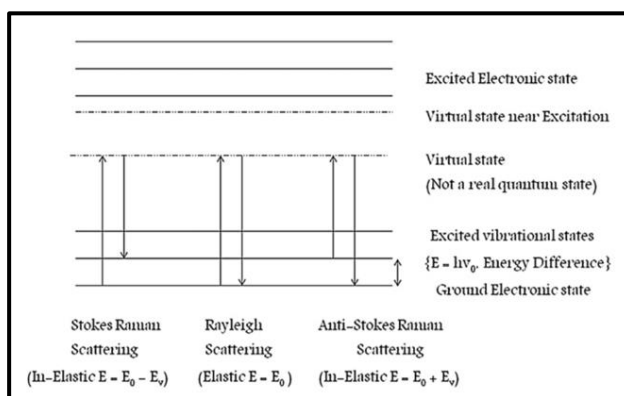 Excited Electronic state
Virtual state near Excitation
Virtual state
(Not a real quantum state)
Excited vibrational states
{E = hν₀. Energy Difference}
Ground Electronic state
Stokes Raman
Scattering
(In-Elastic E = E₀ – Eᵥ)
Rayleigh
Scattering
(Elastic E = E₀ )
Anti-Stokes Raman
Scattering
(In-Elastic E = E₀ + Eᵥ)